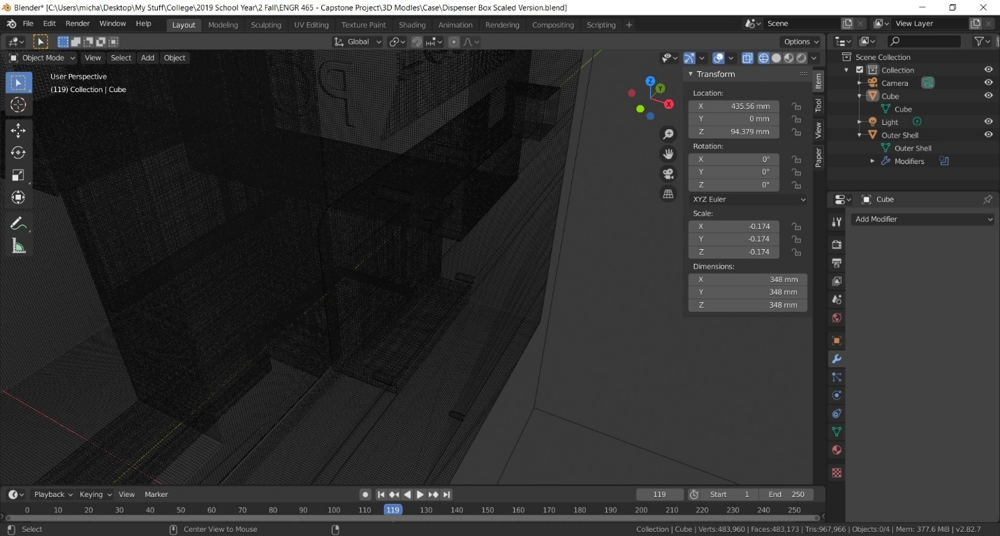 Blender* [C:\Users\micha\Desktop\My Stuff\College\2019 School Year\2 Fall\ENGR 465 - Capstone Project\3D Modles\Case\Dispenser Box Scaled Version.blend]
File Edit Render Window Help Layout Modeling Sculpting UV Editing Texture Paint Shading Animation Rendering Compositing Scripting + Scene View Layer
Global Options
Object Mode View Select Add Object
User Perspective
(119) Collection | Cube
Z
Y
X
Transform
Location:
X 435.56 mm
Y 0 mm
Z 94.379 mm
Rotation:
X 0°
Y 0°
Z 0°
XYZ Euler
Scale:
X -0.174
Y -0.174
Z -0.174
Dimensions:
X 348 mm
Y 348 mm
Z 348 mm
Item
Tool
View
Paper
Scene Collection
Collection
Camera
Cube
Cube
Light
Outer Shell
Outer Shell
Modifiers
Cube
Add Modifier
Playback Keying View Marker 119 Start 1 End 250
0 10 20 30 40 50 60 70 80 90 100 110 119 130 140 150 160 170 180 190 200 210 220 230 240 250
Select Center View to Mouse Collection | Cube | Verts:483,960 | Faces:483,173 | Tris:967,966 | Objects:0/4 | Mem: 377.6 MiB | v2.82.7